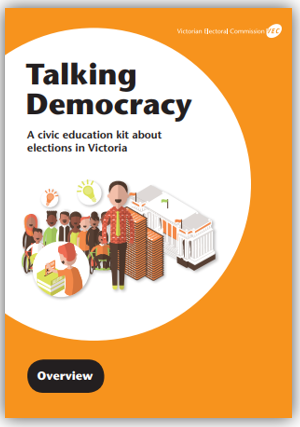 Victorian Electoral Commission VEC
Talking
Democracy
A civic education kit about
elections in Victoria
Overview